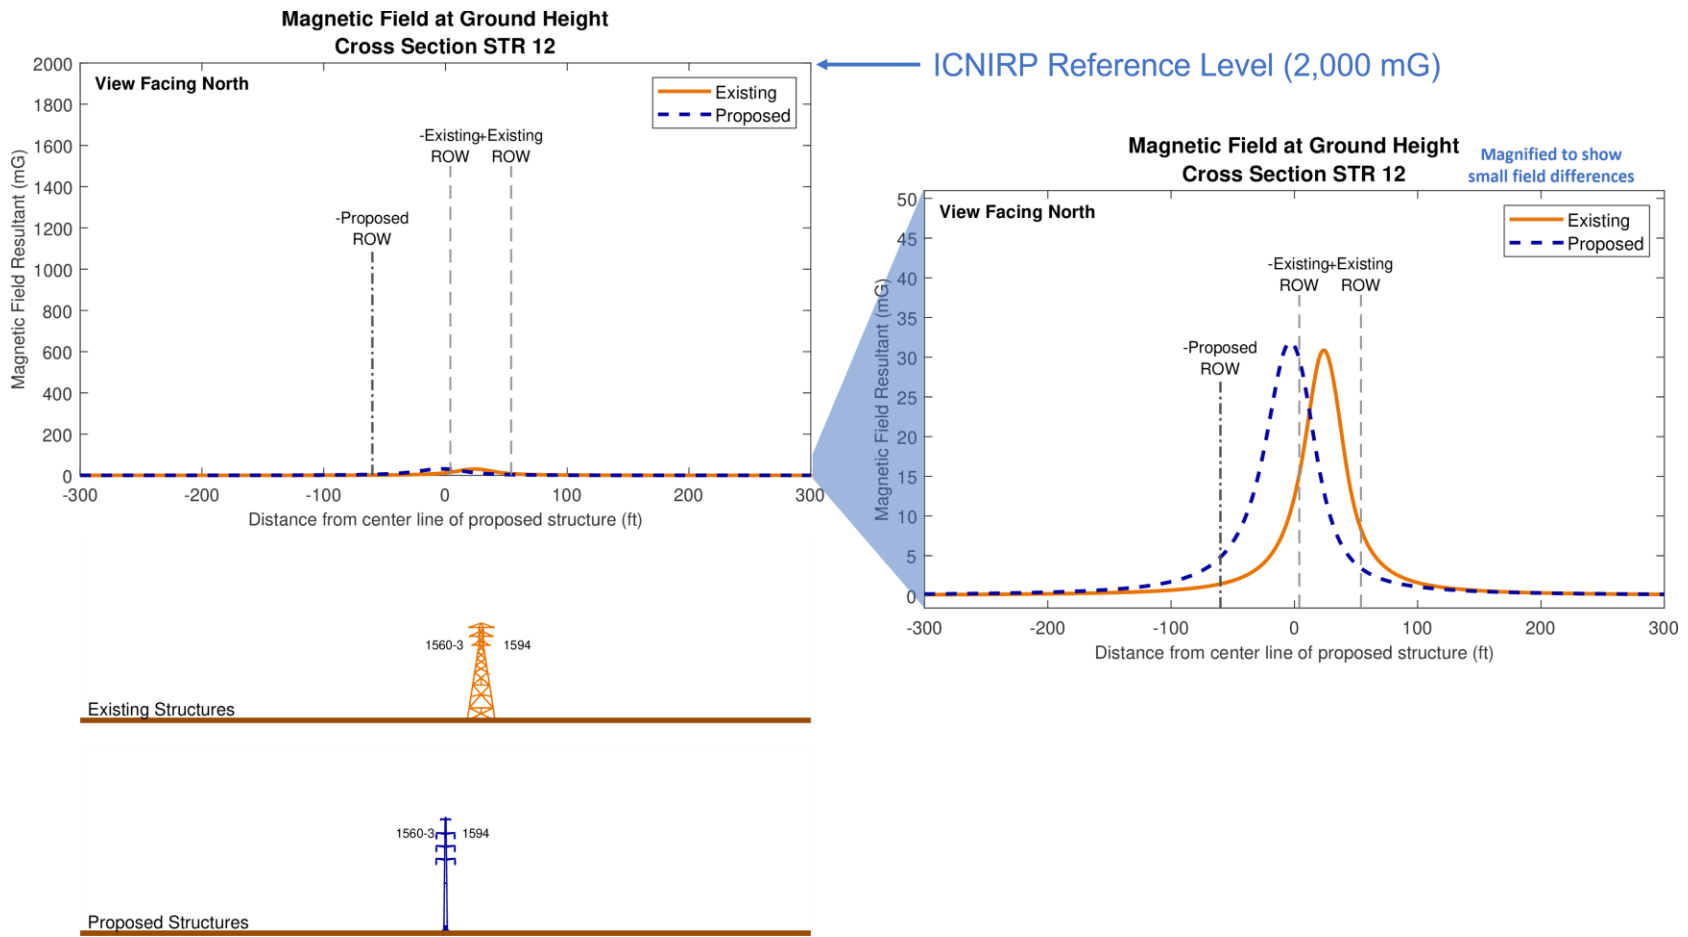 Magnetic Field at Ground Height
Cross Section STR 12
View Facing North
Existing
Proposed
-Existing +Existing
ROW ROW
-Proposed
ROW
2000
1800
1600
1400
1200
1000
800
600
400
200
0
Magnetic Field Resultant (mG)
-300 -200 -100 0 100 200 300
Distance from center line of proposed structure (ft)
ICNIRP Reference Level (2,000 mG)
Magnetic Field at Ground Height
Cross Section STR 12
Magnified to show
small field differences
View Facing North
Existing
Proposed
-Existing +Existing
ROW ROW
-Proposed
ROW
50
45
40
35
30
25
20
15
10
5
0
Magnetic Field Resultant (mG)
-300 -200 -100 0 100 200 300
Distance from center line of proposed structure (ft)
1560-3 1594
Existing Structures
1560-3 1594
Proposed Structures